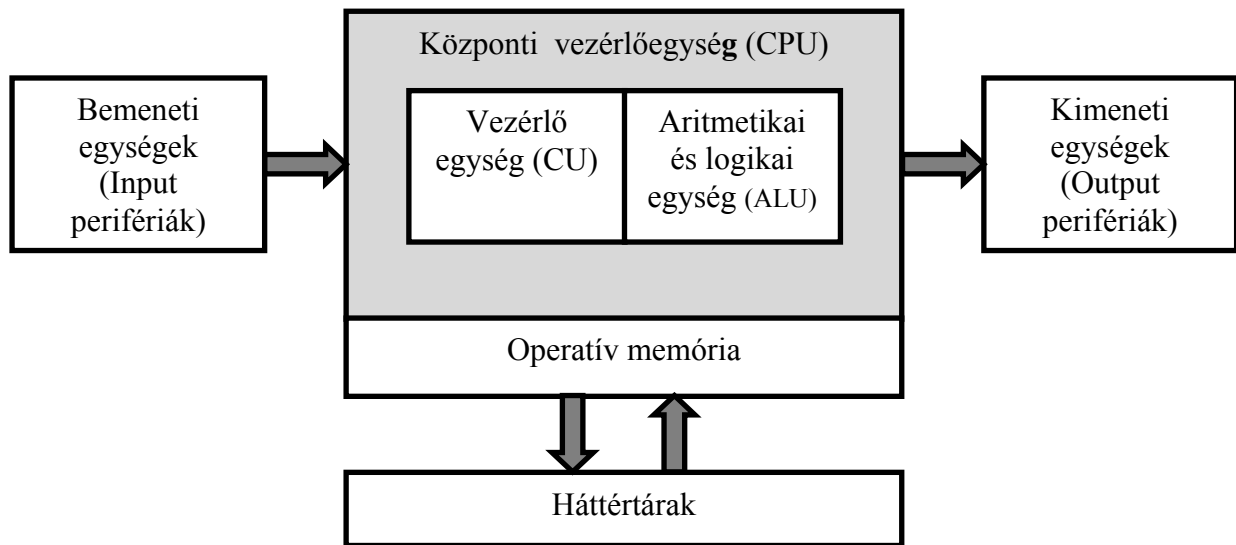 Központi vezérlőegység (CPU)
Bemeneti
egységek
(Input
perifériák)
Vezérlő
egység (CU)
Aritmetikai
és logikai
egység (ALU)
Kimeneti
egységek
(Output
perifériák)
Operatív memória
Háttértárak